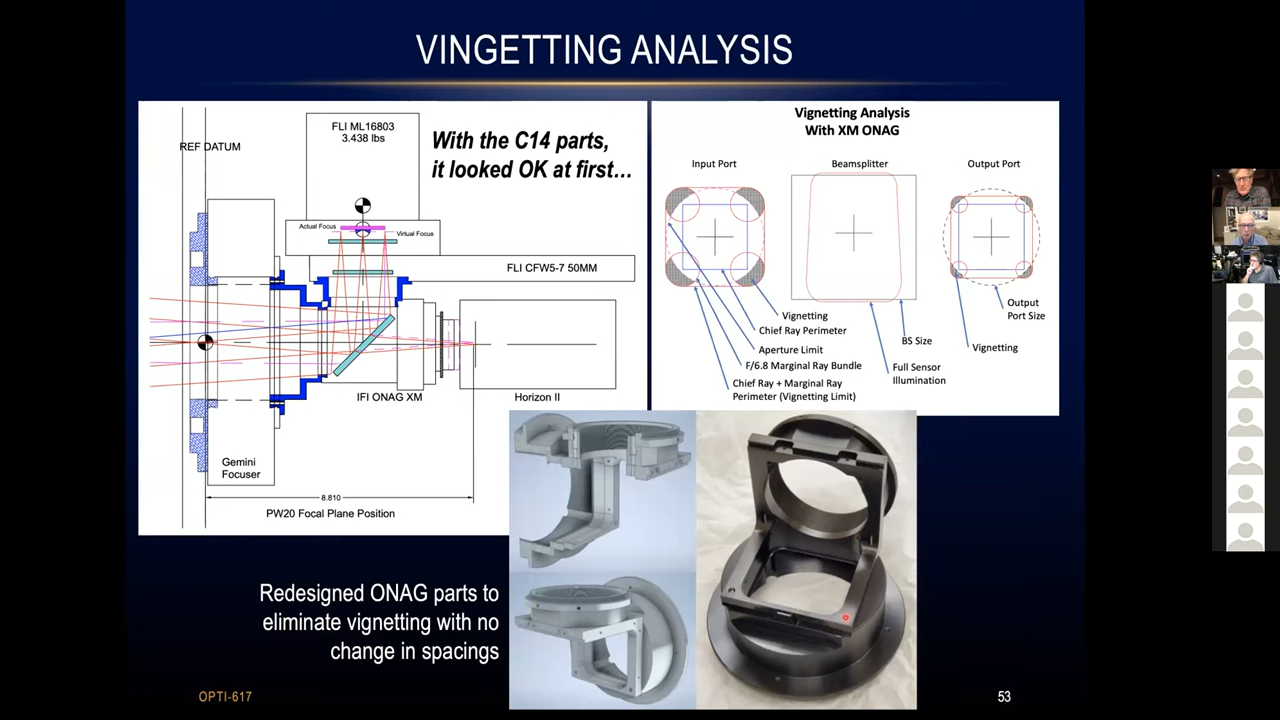 VINGETTING ANALYSIS
REF DATUM
FLI ML16803
3.438 lbs
With the C14 parts,
it looked OK at first...
Actual Focus
Virtual Focus
FLI CFW5-7 50MM
IFI ONAG XM
Horizon II
Gemini
Focuser
8.810
PW20 Focal Plane Position
Vignetting Analysis
With XM ONAG
Input Port
Beamsplitter
Output Port
Vignetting
Chief Ray Perimeter
Aperture Limit
F/6.8 Marginal Ray Bundle
Chief Ray + Marginal Ray
Perimeter (Vignetting Limit)
BS Size
Full Sensor
Illumination
Output
Port Size
Vignetting
Redesigned ONAG parts to
eliminate vignetting with no
change in spacings
OPTI-617
53